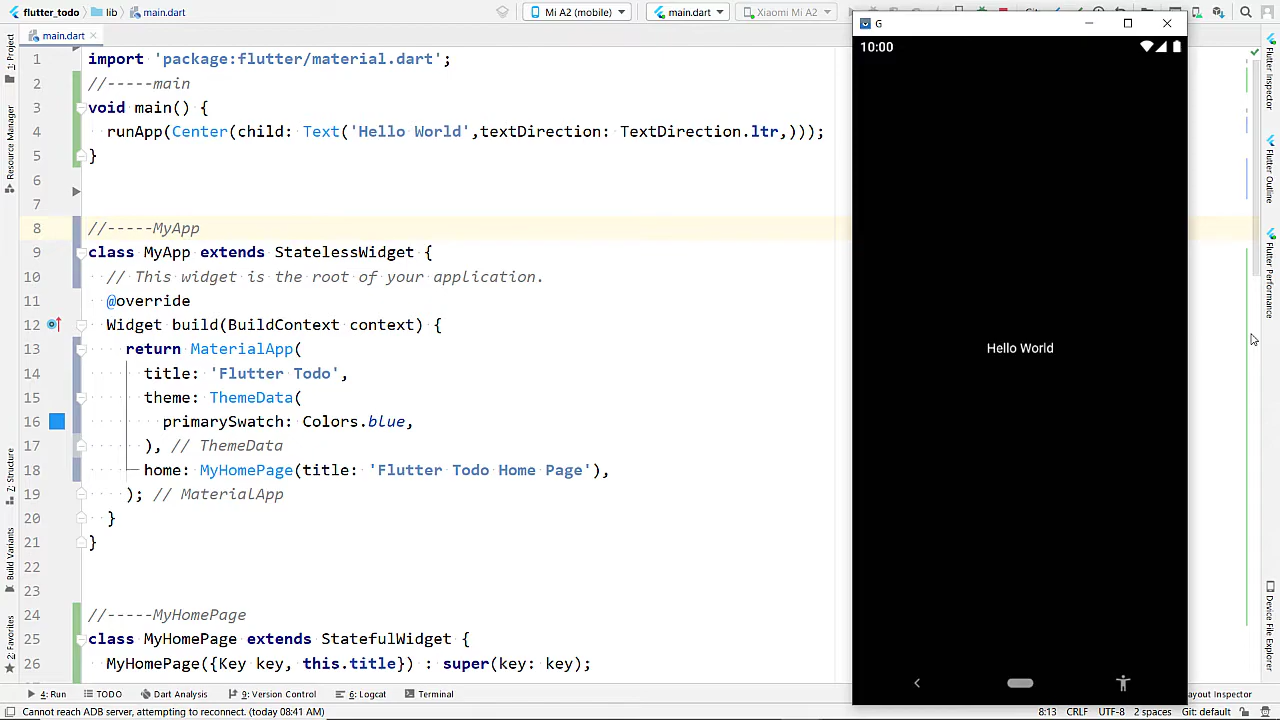 flutter_todo
lib
main.dart
Mi A2 (mobile)
main.dart
Xiaomi Mi A2
main.dart
1 import 'package:flutter/material.dart';
2 //-----main
3 void main() {
4 runApp(Center(child: Text('Hello World',textDirection: TextDirection.ltr,)));
5 }
6
7
8 //-----MyApp
9 class MyApp extends StatelessWidget {
10 // This widget is the root of your application.
11 @override
12 Widget build(BuildContext context) {
13 return MaterialApp(
14 title: 'Flutter Todo',
15 theme: ThemeData(
16 primarySwatch: Colors.blue,
17 ), // ThemeData
18 home: MyHomePage(title: 'Flutter Todo Home Page'),
19 ); // MaterialApp
20 }
21 }
22
23
24 //-----MyHomePage
25 class MyHomePage extends StatefulWidget {
26 MyHomePage({Key key, this.title}) : super(key: key);
G
10:00
Hello World
1: Project
Resource Manager
7: Structure
Build Variants
2: Favorites
Flutter Inspector
Flutter Outline
Flutter Performance
Device File Explorer
4: Run
TODO
Dart Analysis
9: Version Control
6: Logcat
Terminal
ayout Inspector
Cannot reach ADB server, attempting to reconnect. (today 08:41 AM)
8:13 CRLF UTF-8 2 spaces Git: default